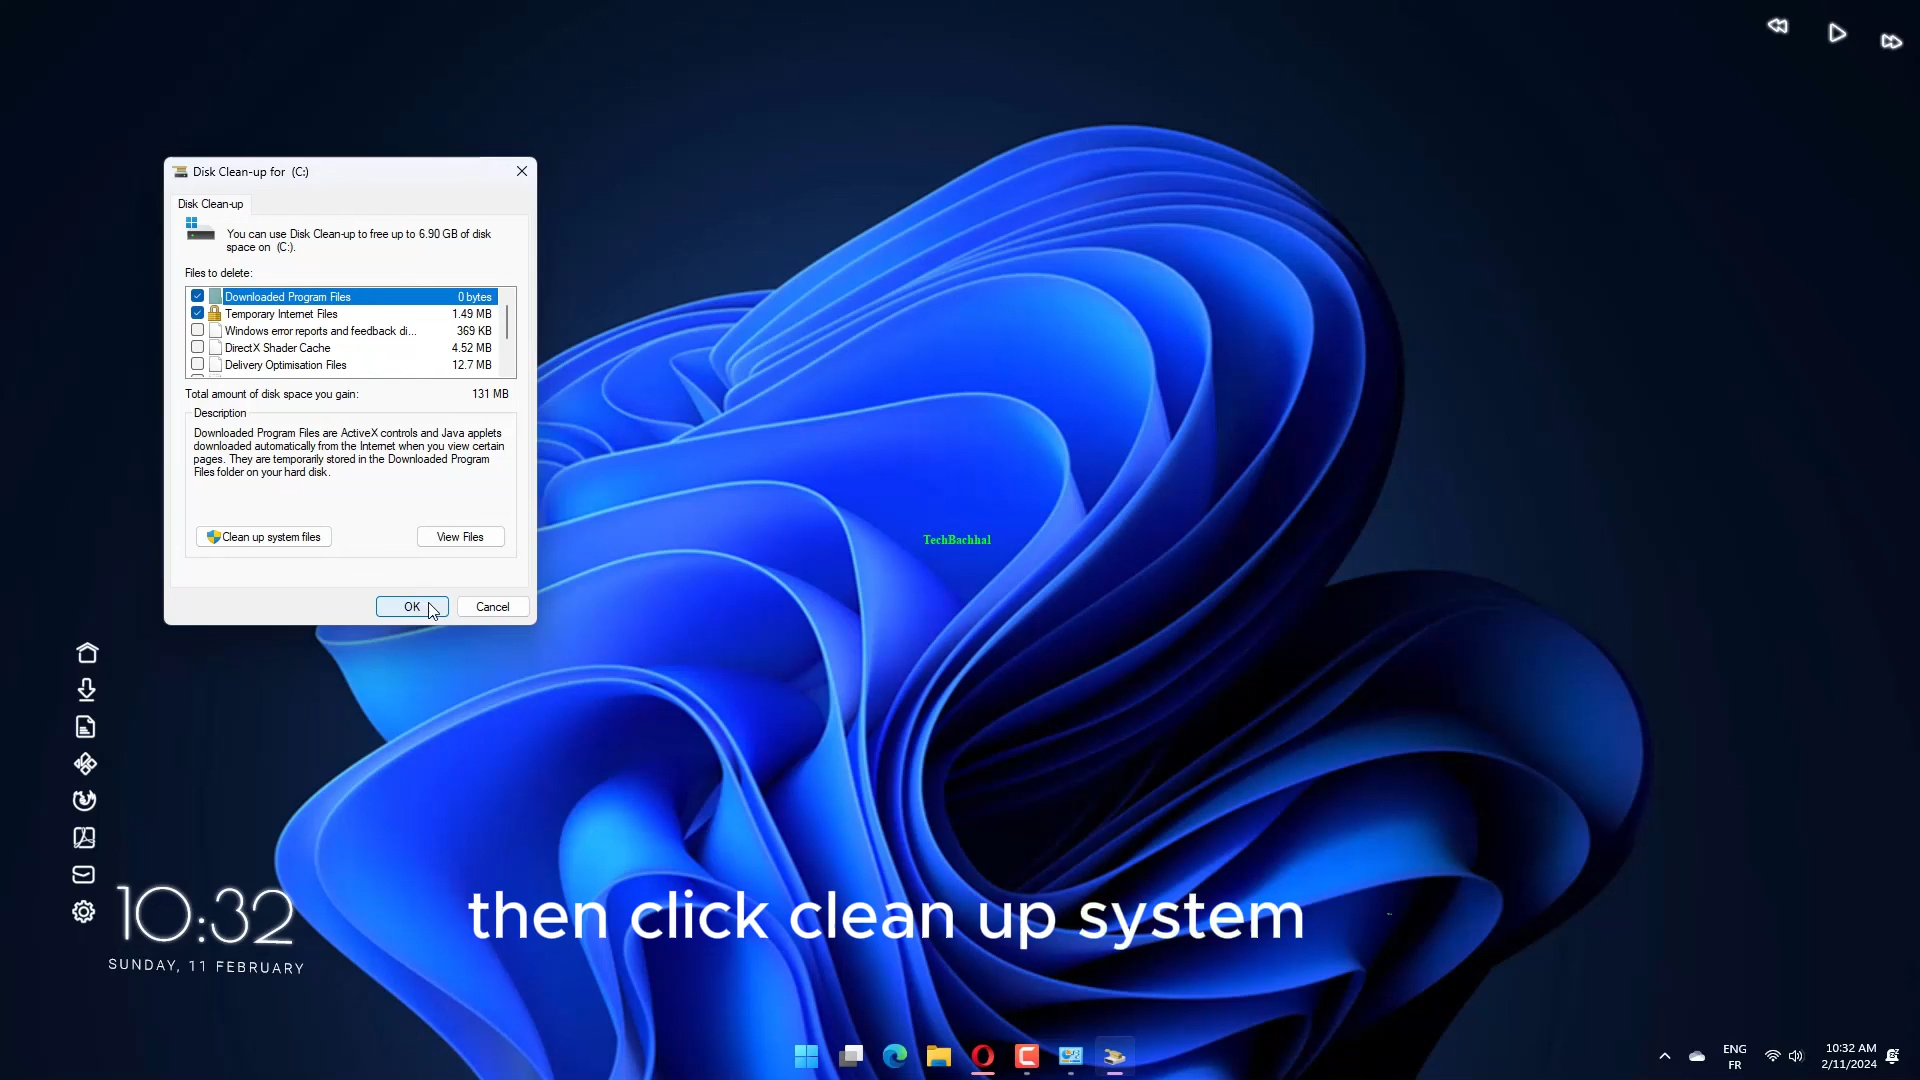 Disk Clean-up for (C:)
Disk Clean-up
You can use Disk Clean-up to free up to 6.90 GB of disk
space on (C:).
Files to delete:
Downloaded Program Files 0 bytes
Temporary Internet Files 1.49 MB
Windows error reports and feedback di... 369 KB
DirectX Shader Cache 4.52 MB
Delivery Optimisation Files 12.7 MB
Total amount of disk space you gain: 131 MB
Description
Downloaded Program Files are ActiveX controls and Java applets
downloaded automatically from the Internet when you view certain
pages. They are temporarily stored in the Downloaded Program
Files folder on your hard disk.
Clean up system files View Files
OK Cancel
TechBachhal
10:32
SUNDAY, 11 FEBRUARY
then click clean up system
ENG
FR
10:32 AM
2/11/2024